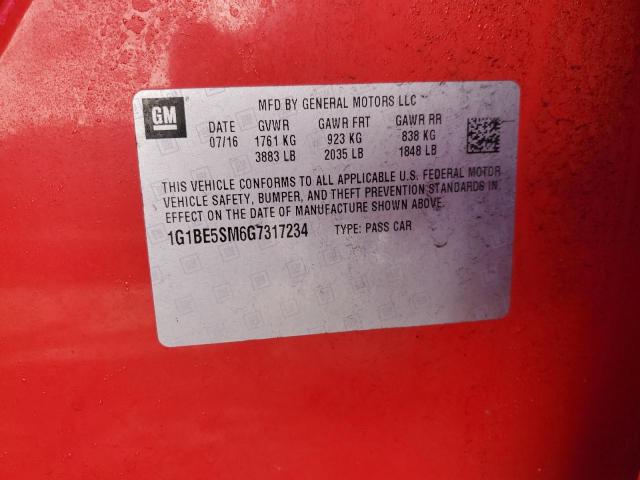 GM
MFD BY GENERAL MOTORS LLC
DATE GVWR GAWR FRT GAWR RR
07/16 1761 KG 923 KG 838 KG
3883 LB 2035 LB 1848 LB
THIS VEHICLE CONFORMS TO ALL APPLICABLE U.S. FEDERAL MOTOR
VEHICLE SAFETY, BUMPER, AND THEFT PREVENTION STANDARDS IN
EFFECT ON THE DATE OF MANUFACTURE SHOWN ABOVE.
1G1BE5SM6G7317234 TYPE: PASS CAR